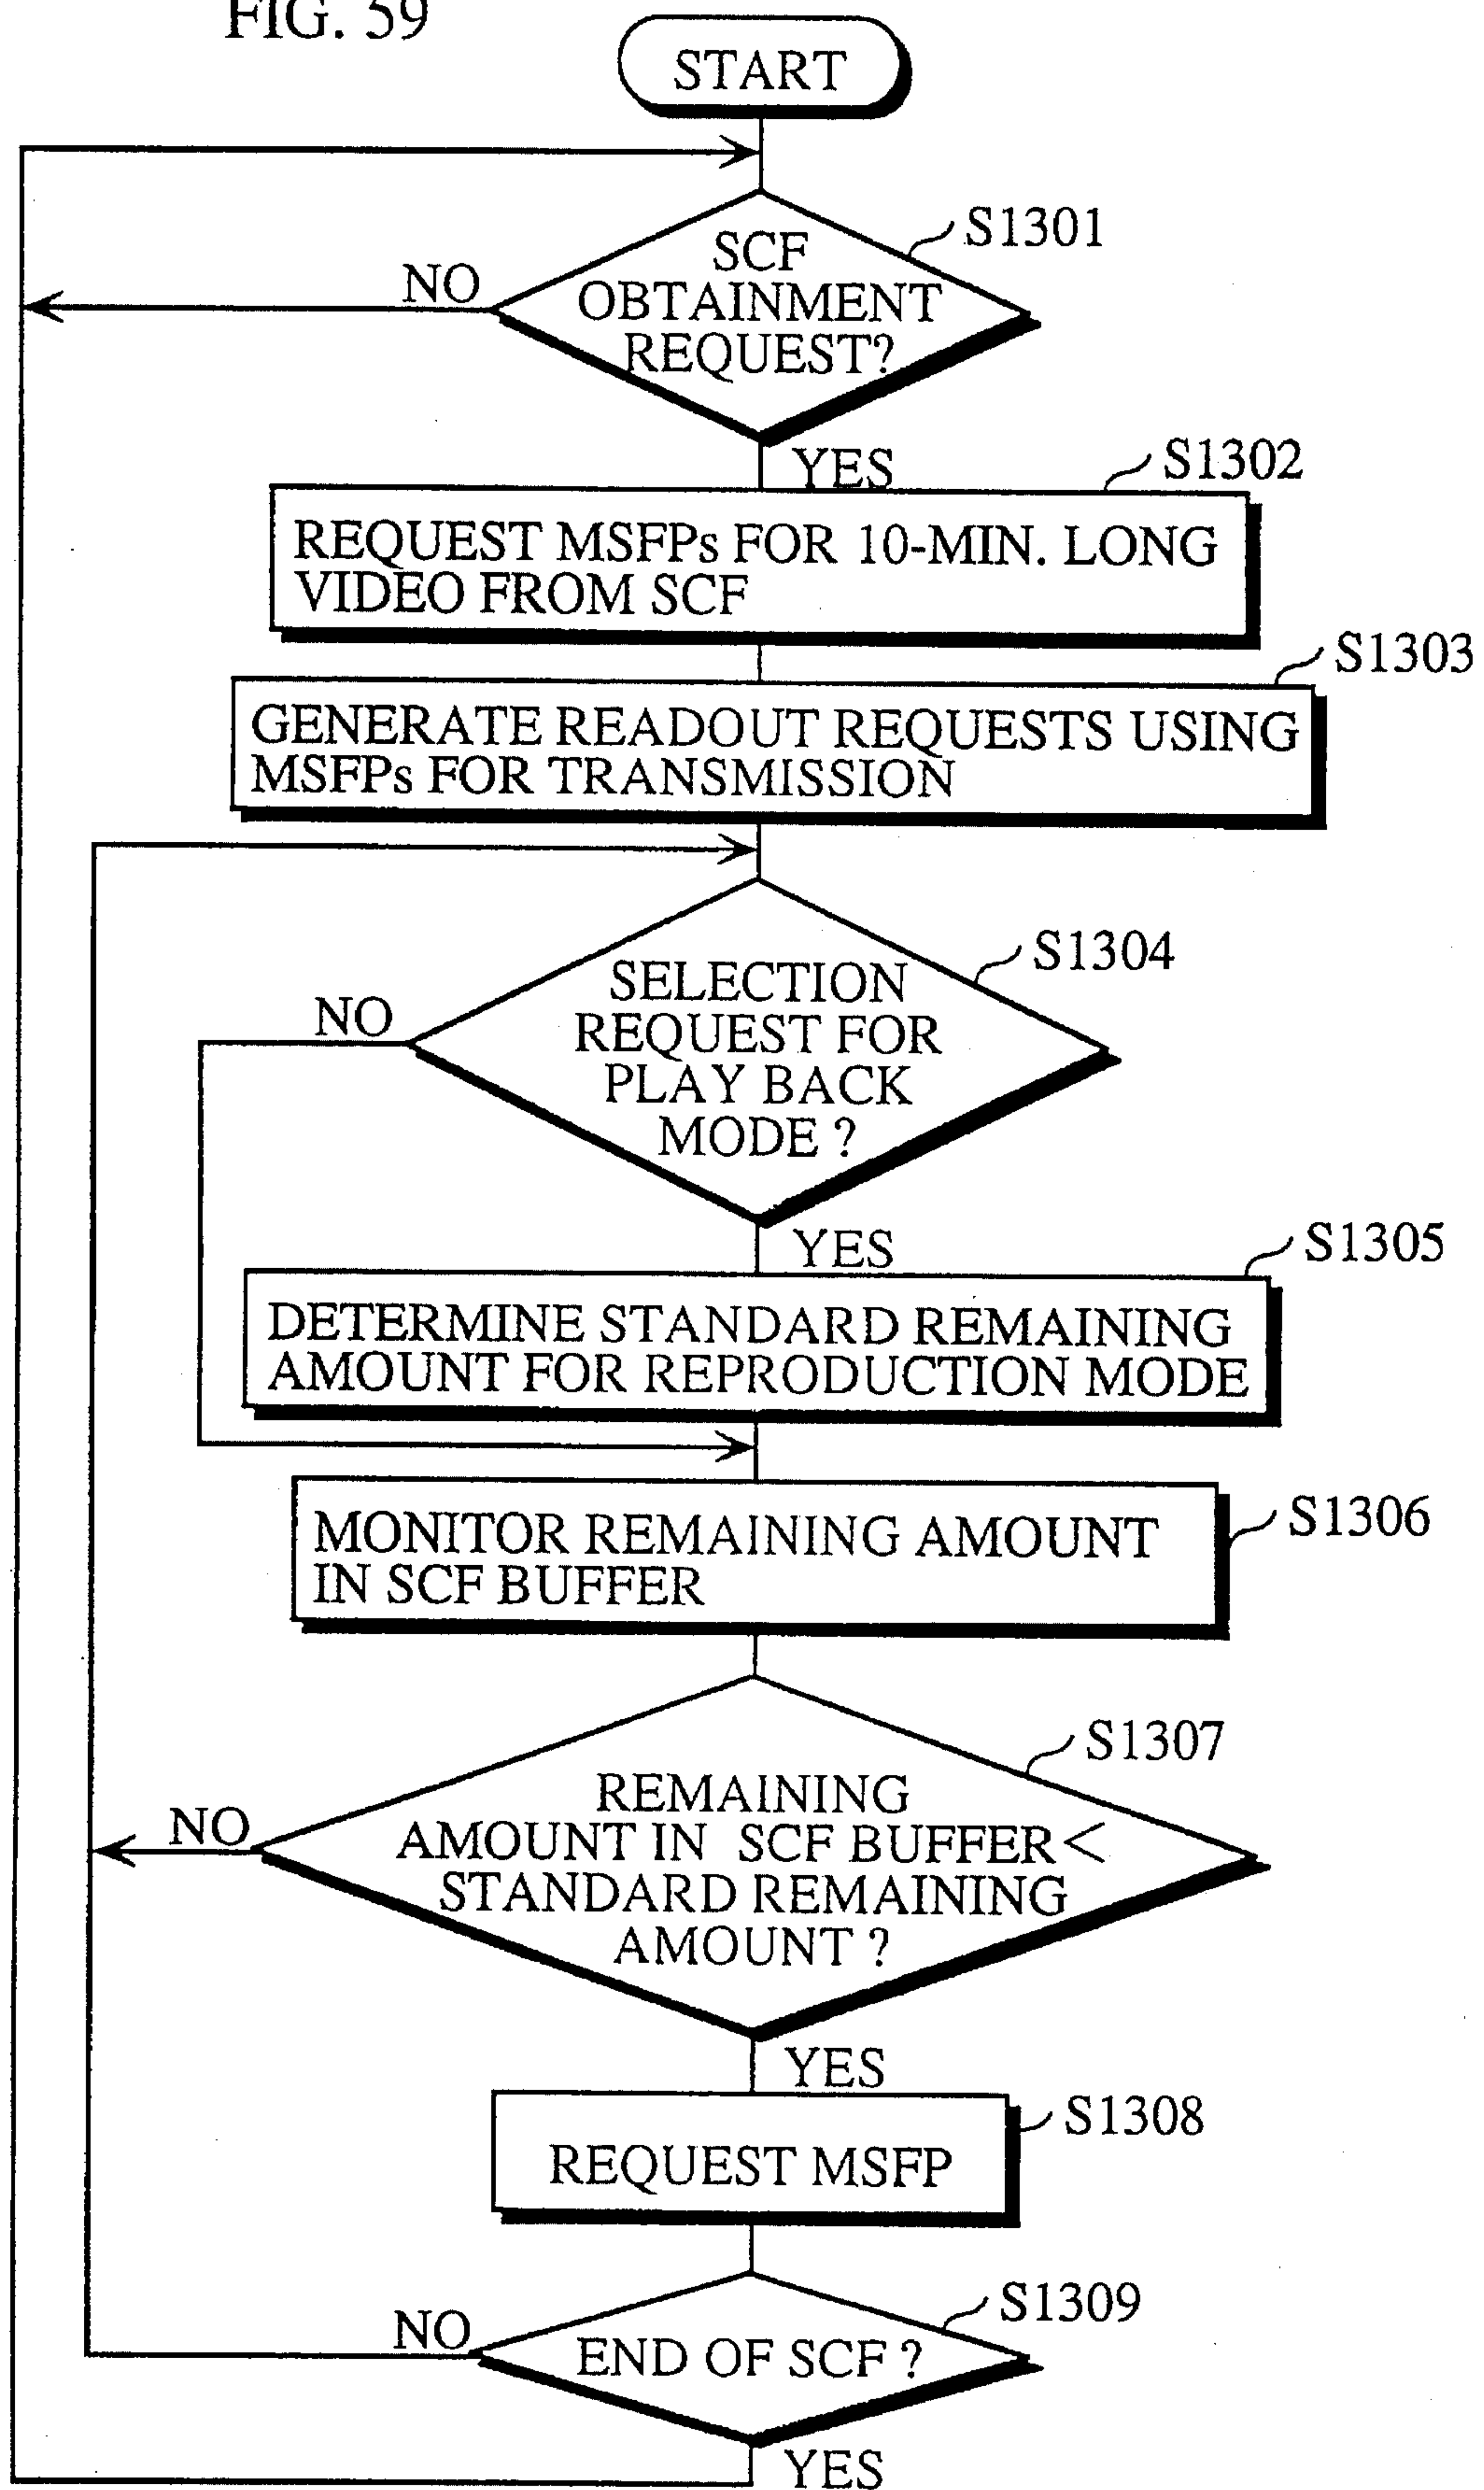 FIG. 59
START
S1301
SCF
OBTAINMENT
REQUEST?
NO
YES
S1302
REQUEST MSFPs FOR 10-MIN. LONG
VIDEO FROM SCF
S1303
GENERATE READOUT REQUESTS USING
MSFPs FOR TRANSMISSION
S1304
SELECTION
REQUEST FOR
PLAY BACK
MODE ?
NO
YES
S1305
DETERMINE STANDARD REMAINING
AMOUNT FOR REPRODUCTION MODE
S1306
MONITOR REMAINING AMOUNT
IN SCF BUFFER
S1307
REMAINING
AMOUNT IN SCF BUFFER <
STANDARD REMAINING
AMOUNT ?
NO
YES
S1308
REQUEST MSFP
S1309
END OF SCF ?
NO
YES